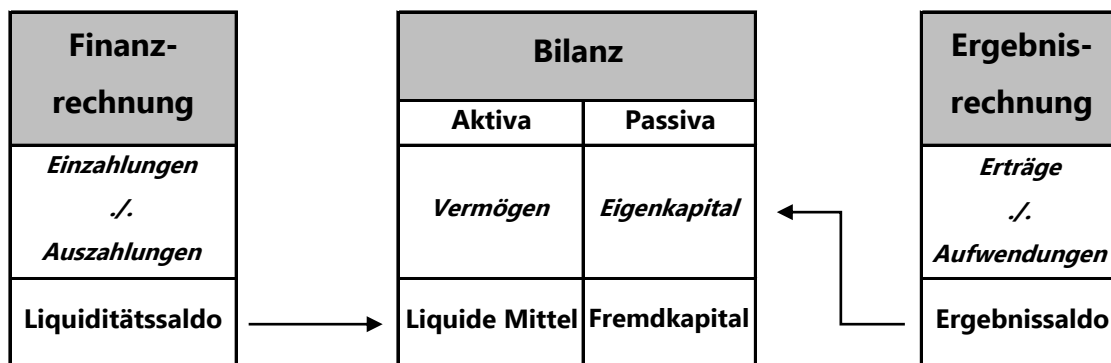 Finanz-
rechnung
Einzahlungen
./.
Auszahlungen
Liquiditätssaldo
Bilanz
Aktiva
Passiva
Vermögen
Eigenkapital
Liquide Mittel
Fremdkapital
Ergebnis-
rechnung
Erträge
./.
Aufwendungen
Ergebnissaldo